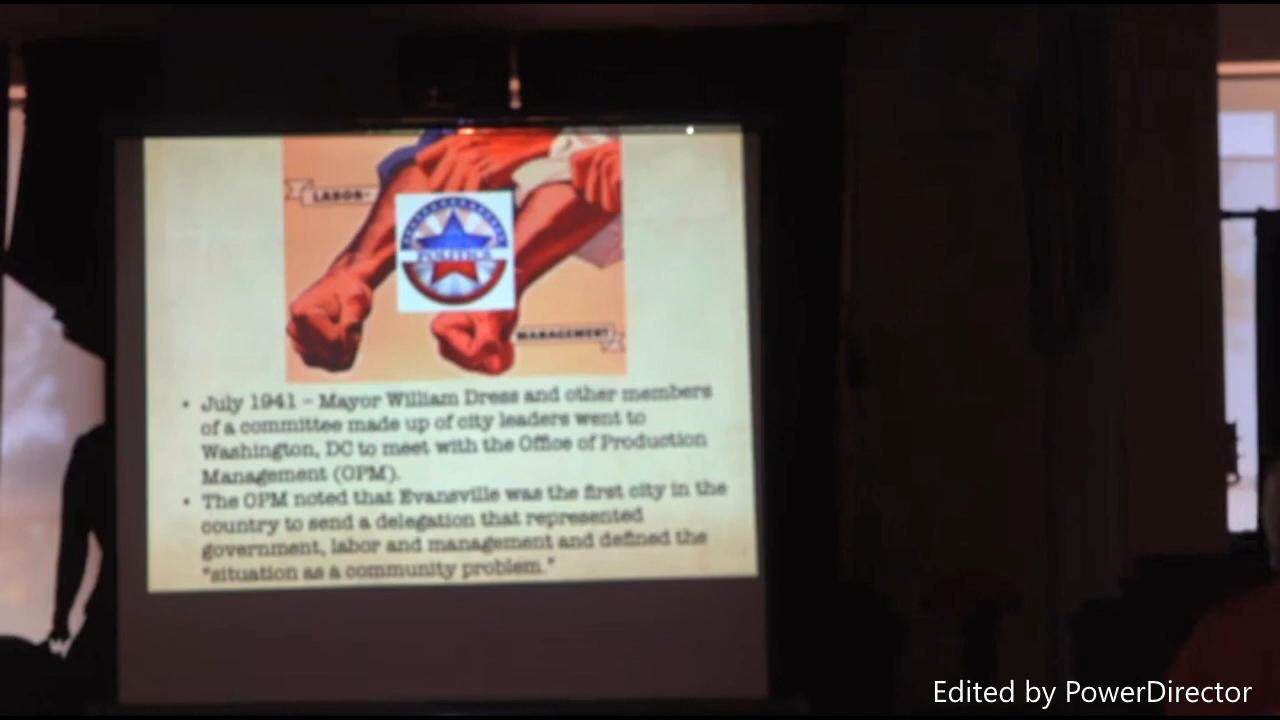 LABOR-
POLITICS
MANAGEMENT
• July 1941 – Mayor William Dress and other members
of a committee made up of city leaders went to
Washington, DC to meet with the Office of Production
Management (OPM).
• The OPM noted that Evansville was the first city in the
country to send a delegation that represented
government, labor and management and defined the
"situation as a community problem."
Edited by PowerDirector